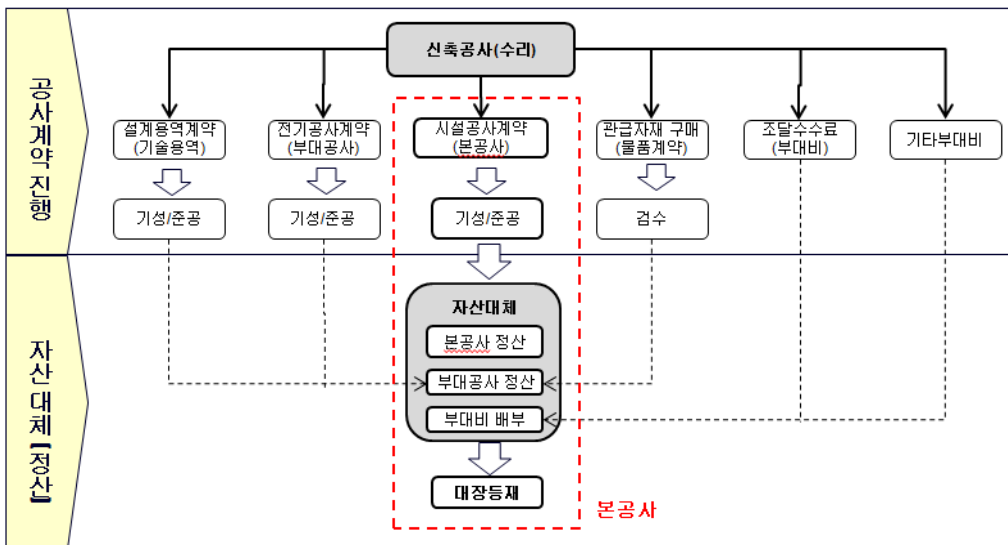 공사계약 진행
신축공사(수리)
설계용역계약
(기술용역)
전기공사계약
(부대공사)
시설공사계약
(본공사)
관급자재 구매
(물품계약)
조달수수료
(부대비)
기타부대비
기성/준공
기성/준공
기성/준공
검수
자산대체[정산]
자산대체
본공사 정산
부대공사 정산
부대비 배부
대장등재
본공사